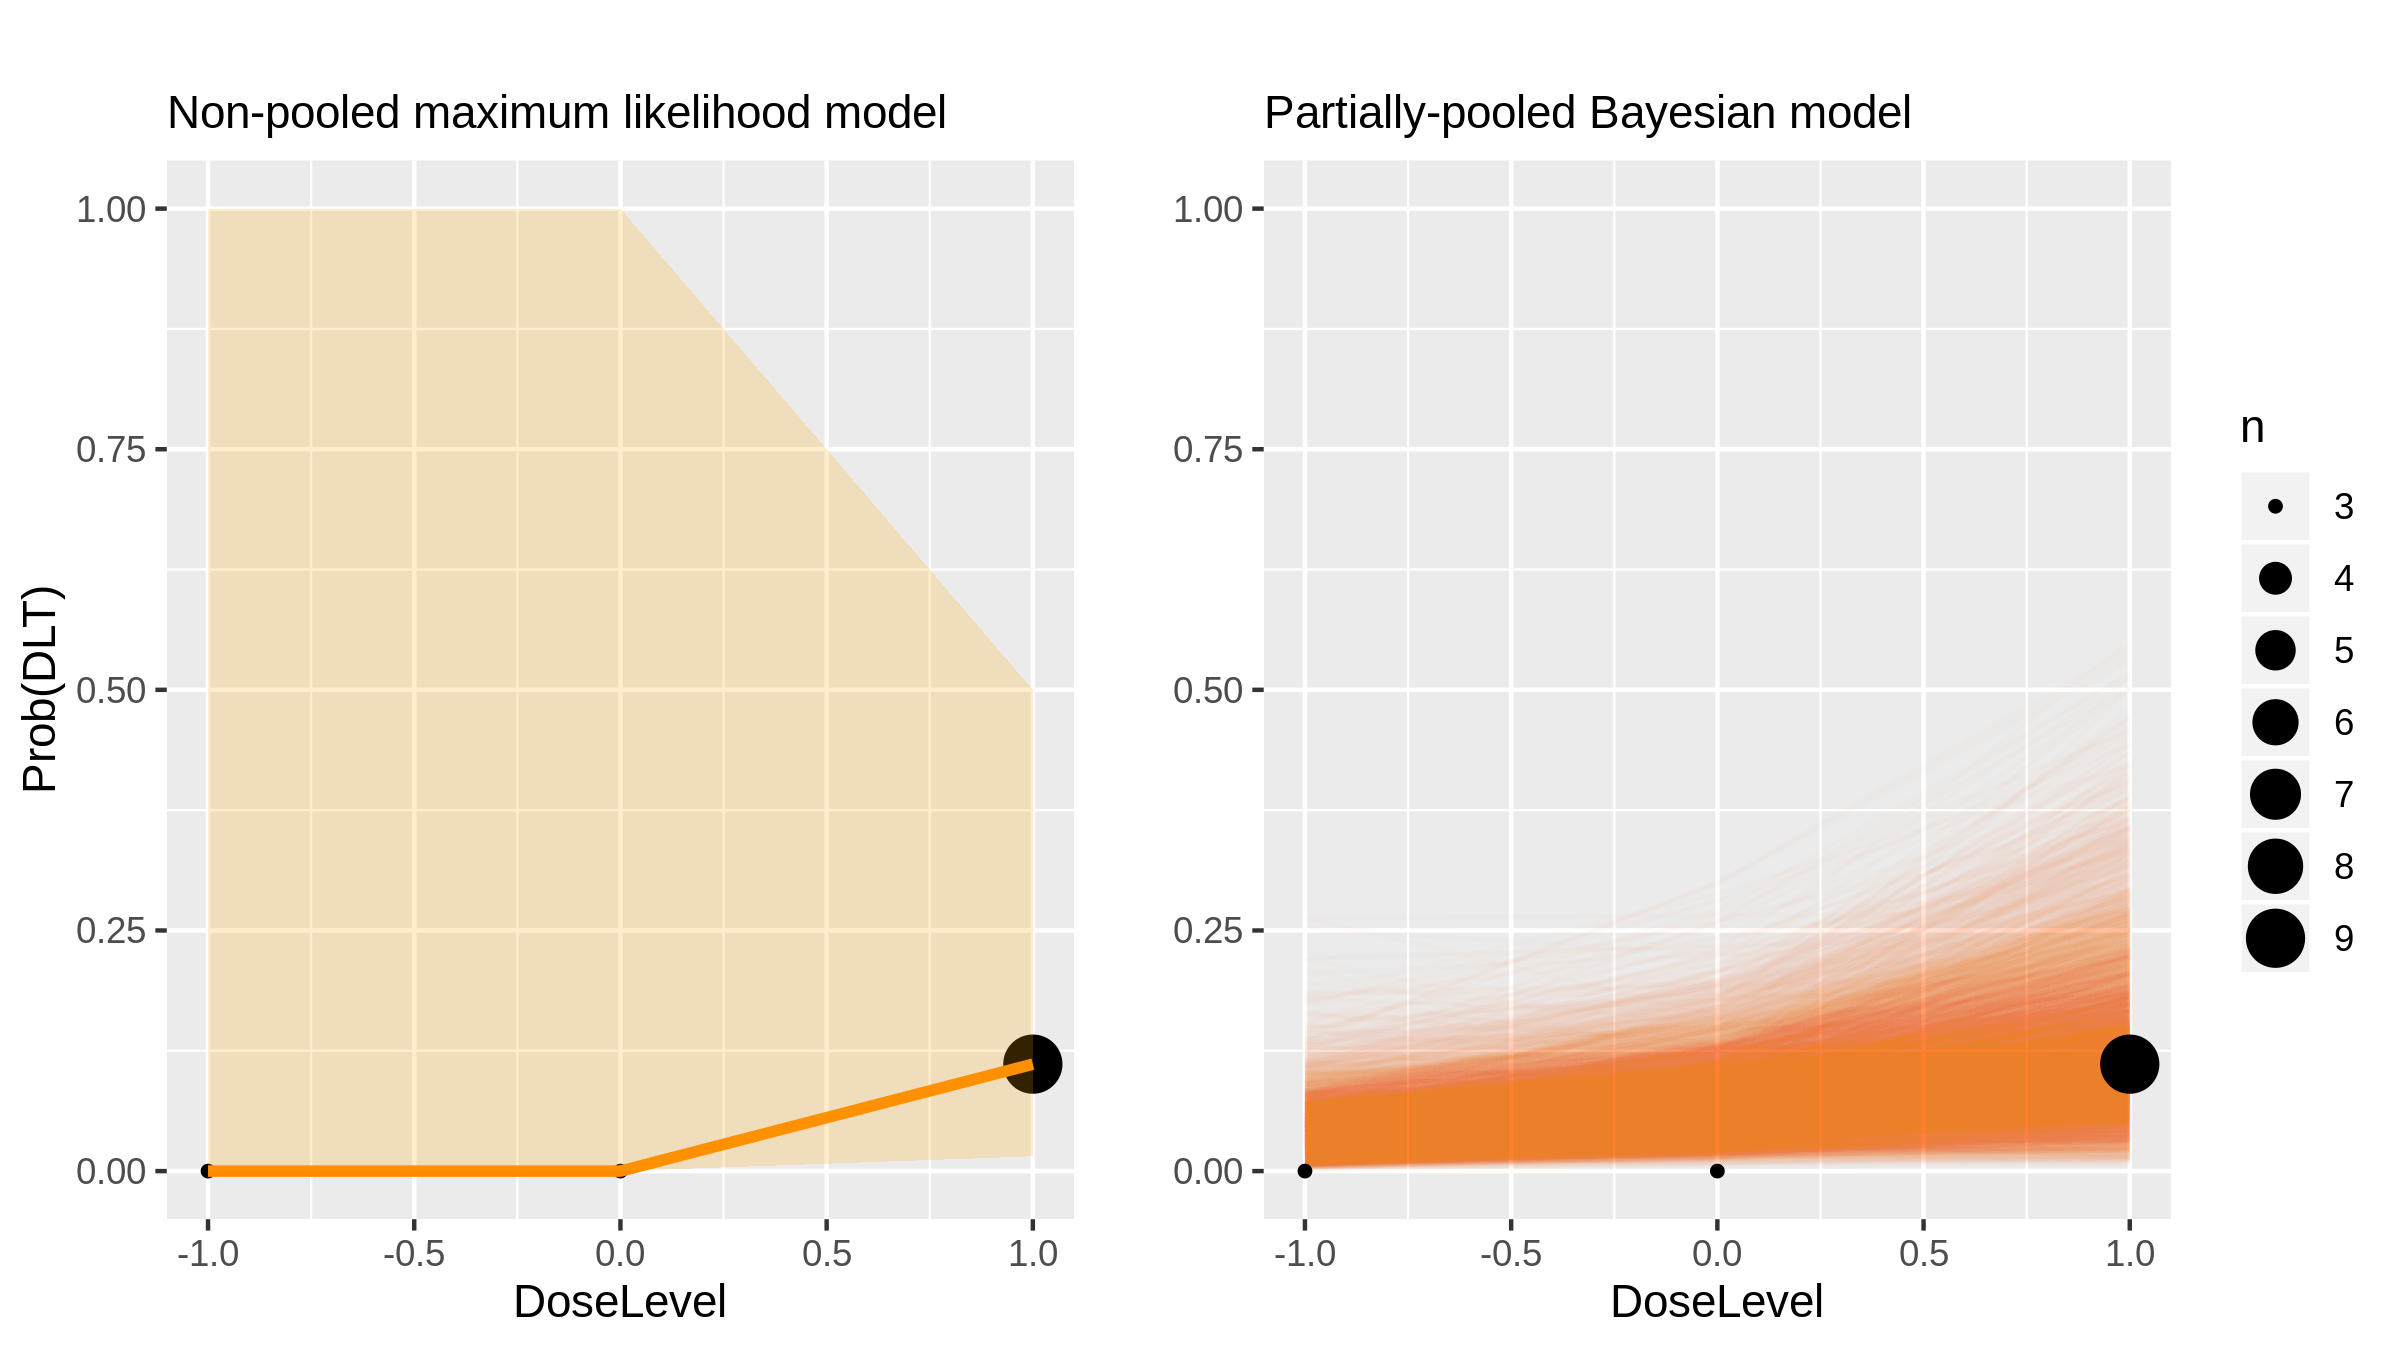 Non-pooled maximum likelihood model
Prob(DLT)
1.00
0.75
0.50
0.25
0.00
-1.0 -0.5 0.0 0.5 1.0
DoseLevel
Partially-pooled Bayesian model
1.00
0.75
0.50
0.25
0.00
-1.0 -0.5 0.0 0.5 1.0
DoseLevel
n
3
4
5
6
7
8
9